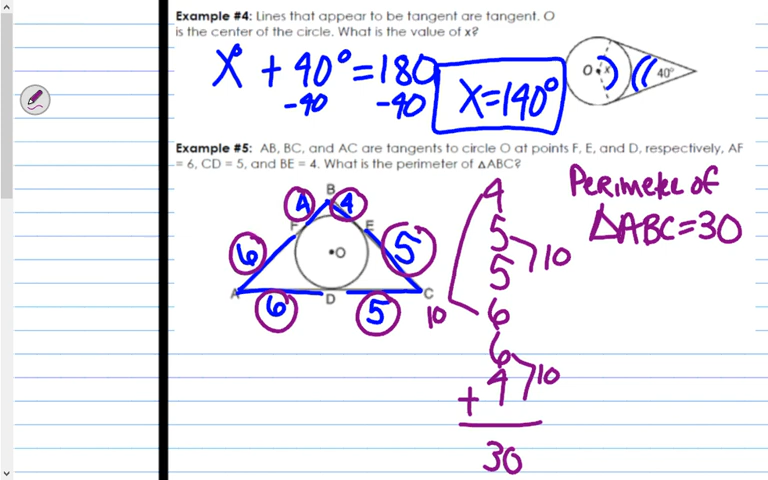 Example #4: Lines that appear to be tangent are tangent. O
is the center of the circle. What is the value of x?
x° + 40° = 180
-40 -40
x=140°
O x 40°
Example #5: AB, BC, and AC are tangents to circle O at points F, E, and D, respectively, AF
= 6, CD = 5, and BE = 4. What is the perimeter of ΔABC?
Perimeter of
ΔABC=30
B
4 4
F E
6 5
O
A D C
6 5
4
5
5
10
6
10
6
4
10
+
30